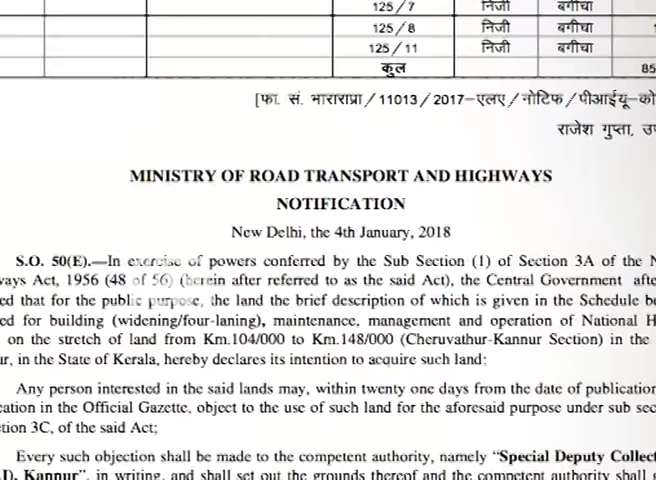 125/7 निजी बगीचा
125/8 निजी बगीचा
125/11 निजी बगीचा
कुल 85
[फा. सं. भाराराप्रा/11013/2017-एलए/नोटिफ/पीआईयू-को
राजेश गुप्ता, उप
MINISTRY OF ROAD TRANSPORT AND HIGHWAYS
NOTIFICATION
New Delhi, the 4th January, 2018
S.O. 50(E).—In exercise of powers conferred by the Sub Section (1) of Section 3A of the N
ways Act, 1956 (48 of 56) (herein after referred to as the said Act), the Central Government afte
ed that for the public purpose, the land the brief description of which is given in the Schedule be
ed for building (widening/four-laning), maintenance, management and operation of National H
on the stretch of land from Km.104/000 to Km.148/000 (Cheruvathur-Kannur Section) in the
ur, in the State of Kerala, hereby declares its intention to acquire such land;
Any person interested in the said lands may, within twenty one days from the date of publication
cation in the Official Gazette, object to the use of such land for the aforesaid purpose under sub sec
ction 3C, of the said Act;
Every such objection shall be made to the competent authority, namely “Special Deputy Collect
D. Kannur”, in writing, and shall set out the grounds thereof and the competent authority shall